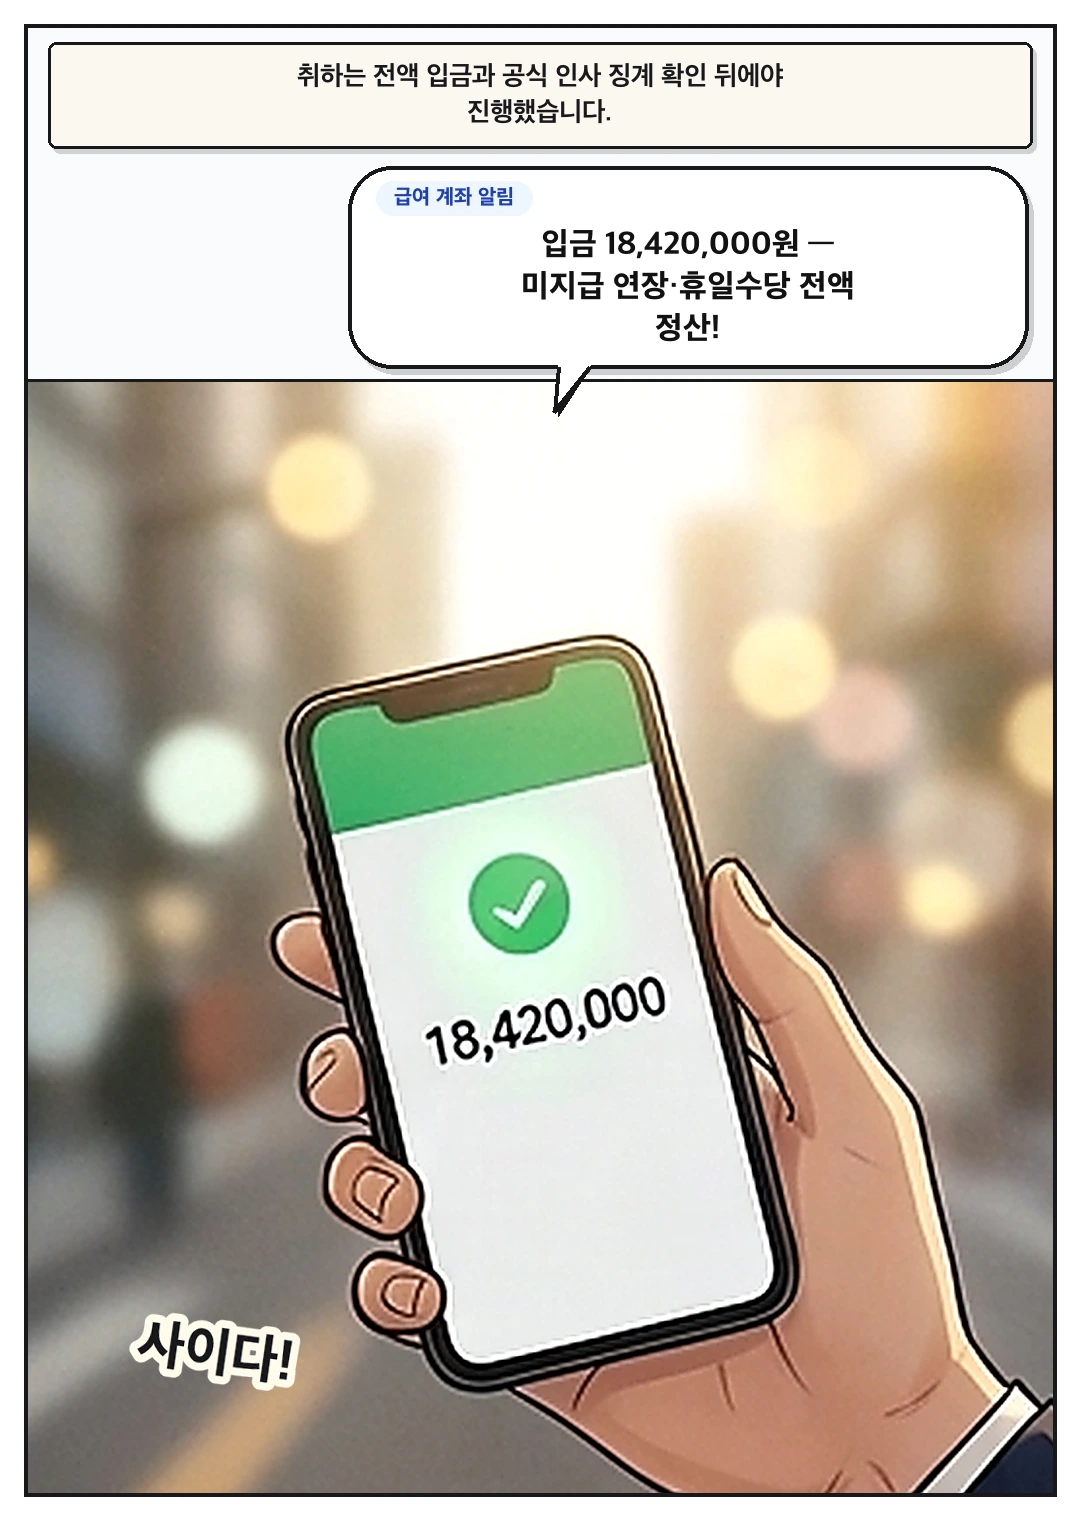 취하는 전액 입금과 공식 인사 징계 확인 뒤에야
진행했습니다.
급여 계좌 알림
입금 18,420,000원 —
미지급 연장·휴일수당 전액
정산!
18,420,000
사이다!